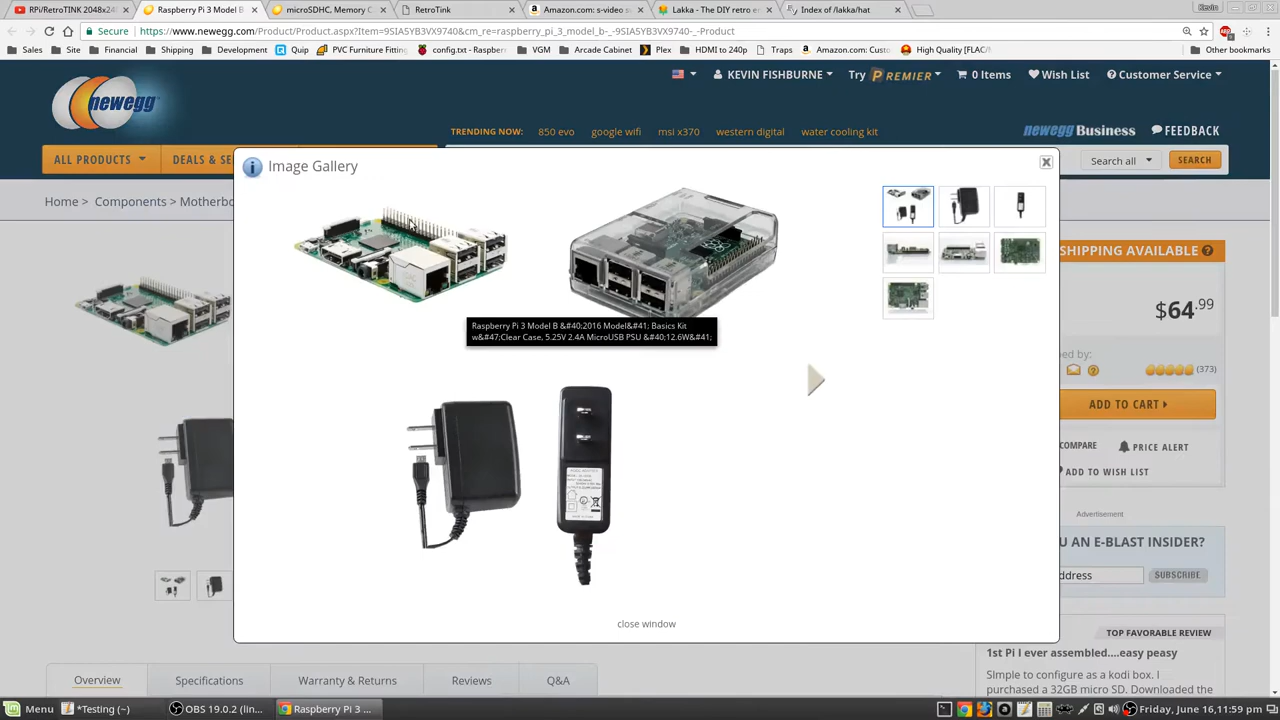 RPi/RetroTINK 2048x24
Raspberry Pi 3 Model B
microSDHC, Memory C
RetroTink
Amazon.com: s-video s
Lakka - The DIY retro e
Index of /lakka/hat
Kevin
Secure
https://www.newegg.com/Product/Product.aspx?Item=9SIA5YB3VX9740&cm_re=raspberry_pi_3_model_b-_-9SIA5YB3VX9740-_-Product
Sales
Site
Financial
Shipping
Development
Quip
PVC Furniture Fitting
config.txt - Raspberr
VGM
Arcade Cabinet
Plex
HDMI to 240p
Traps
Amazon.com: Custo
High Quality [FLAC/
Other bookmarks
newegg
KEVIN FISHBURNE
Try PREMIER
0 Items
Wish List
Customer Service
TRENDING NOW:
850 evo
google wifi
msi x370
western digital
water cooling kit
newegg Business
FEEDBACK
ALL PRODUCTS
DEALS & SE
Search all
SEARCH
Image Gallery
Home > Components > Motherbo
SHIPPING AVAILABLE
$64.99
ped by:
(373)
Raspberry Pi 3 Model B &#40;2016 Model&#41; Basics Kit
w&#47;Clear Case, 5.25V 2.4A MicroUSB PSU &#40;12.6W&#41;
ADD TO CART
COMPARE
PRICE ALERT
ADD TO WISH LIST
Advertisement
U AN E-BLAST INSIDER?
ddress
SUBSCRIBE
close window
TOP FAVORABLE REVIEW
1st Pi I ever assembled....easy peasy
SImple to configure as a kodi box. I
purchased a 32GB micro SD. Downloaded the
Overview
Specifications
Warranty & Returns
Reviews
Q&A
Menu
*Testing (~)
OBS 19.0.2 (lin...
Raspberry Pi 3 ...
Friday, June 16, 11:59 pm